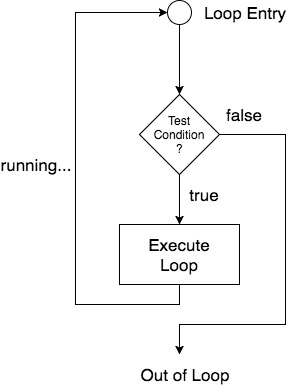 Loop Entry
Test
Condition
?
false
running...
true
Execute
Loop
Out of Loop